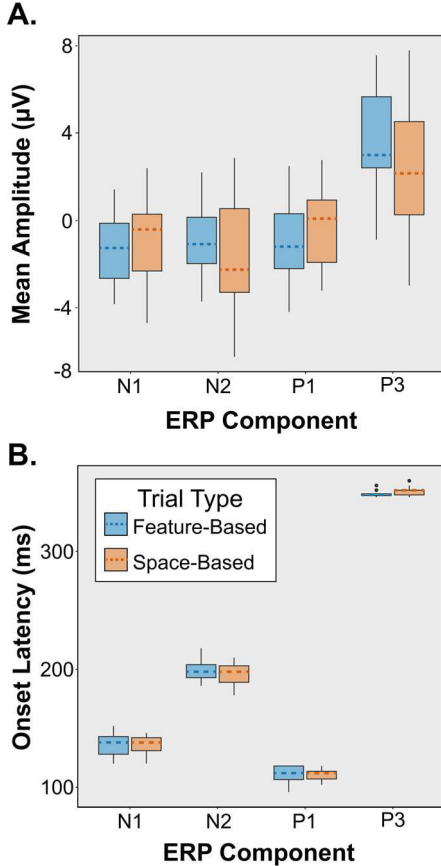 A.
Mean Amplitude (μV)
8
4
0
-4
-8
N1 N2 P1 P3
ERP Component
B.
Onset Latency (ms)
300
200
100
Trial Type
Feature-Based
Space-Based
N1 N2 P1 P3
ERP Component